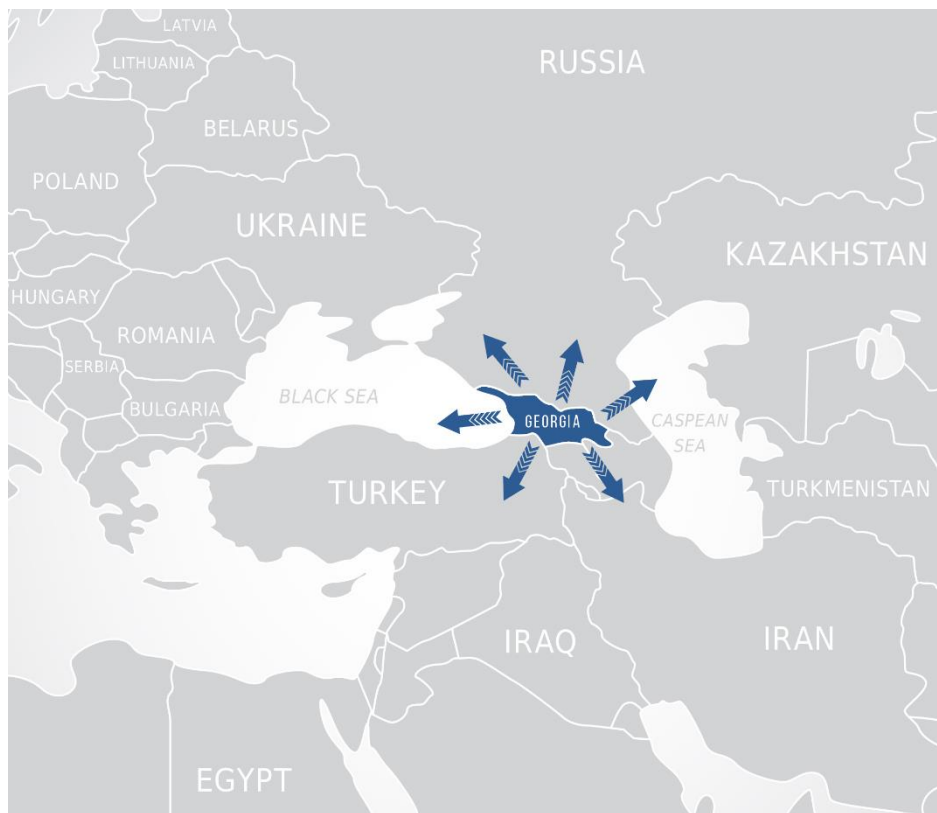 LATVIA
LITHUANIA
RUSSIA
BELARUS
POLAND
UKRAINE
KAZAKHSTAN
HUNGARY
ROMANIA
SERBIA
BLACK SEA
BULGARIA
GEORGIA
CASPEAN
SEA
TURKEY
TURKMENISTAN
IRAQ
IRAN
EGYPT